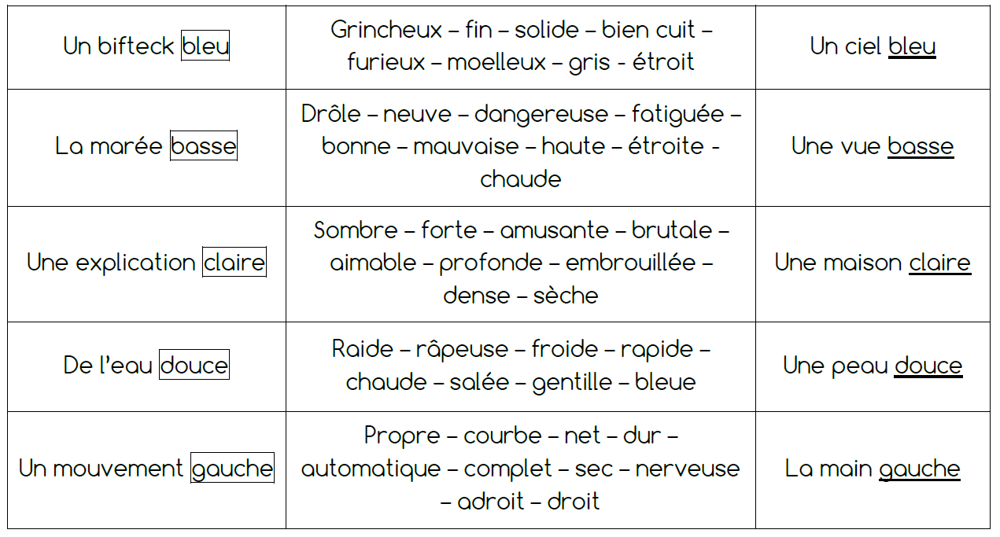 Un bifteck bleu
Grincheux – fin – solide – bien cuit –
furieux – moelleux – gris - étroit
Un ciel bleu
La marée basse
Drôle – neuve – dangereuse – fatiguée –
bonne – mauvaise – haute – étroite -
chaude
Une vue basse
Une explication claire
Sombre – forte – amusante – brutale –
aimable – profonde – embrouillée –
dense – sèche
Une maison claire
De l’eau douce
Raide – râpeuse – froide – rapide –
chaude – salée – gentille – bleue
Une peau douce
Un mouvement gauche
Propre – courbe – net – dur –
automatique – complet – sec – nerveuse
– adroit – droit
La main gauche